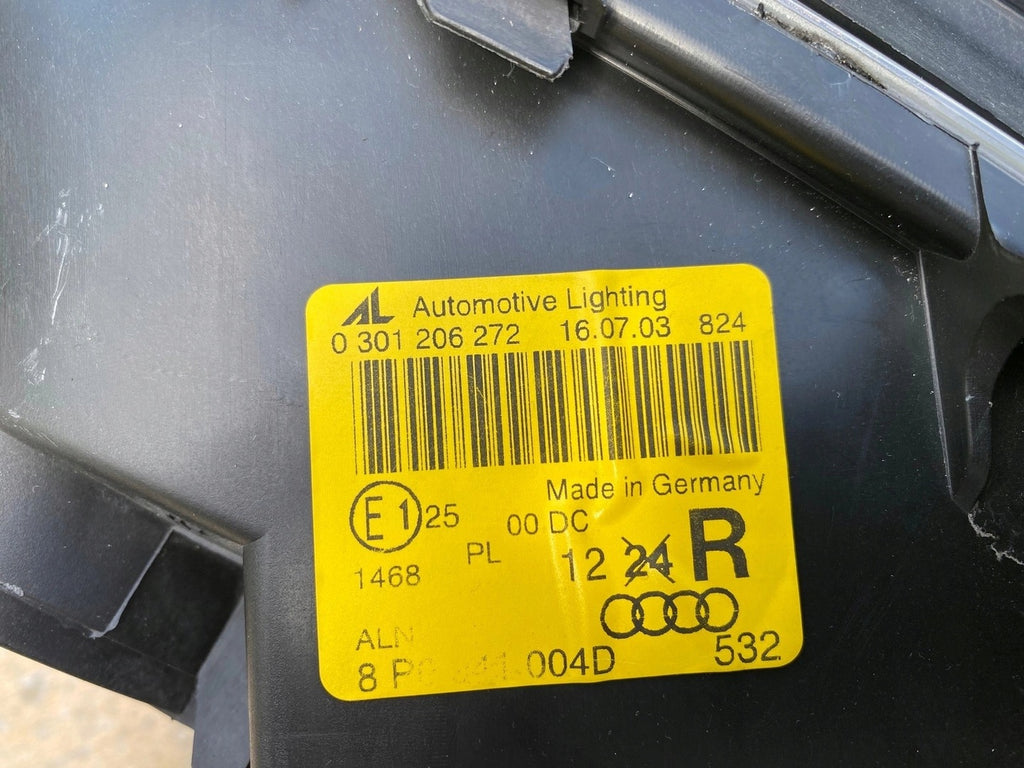 AL Automotive Lighting
0 301 206 272 16.07.03 824
Made in Germany
E1 25 00 DC
PL 12 24 R
1468
ALN
004D 532